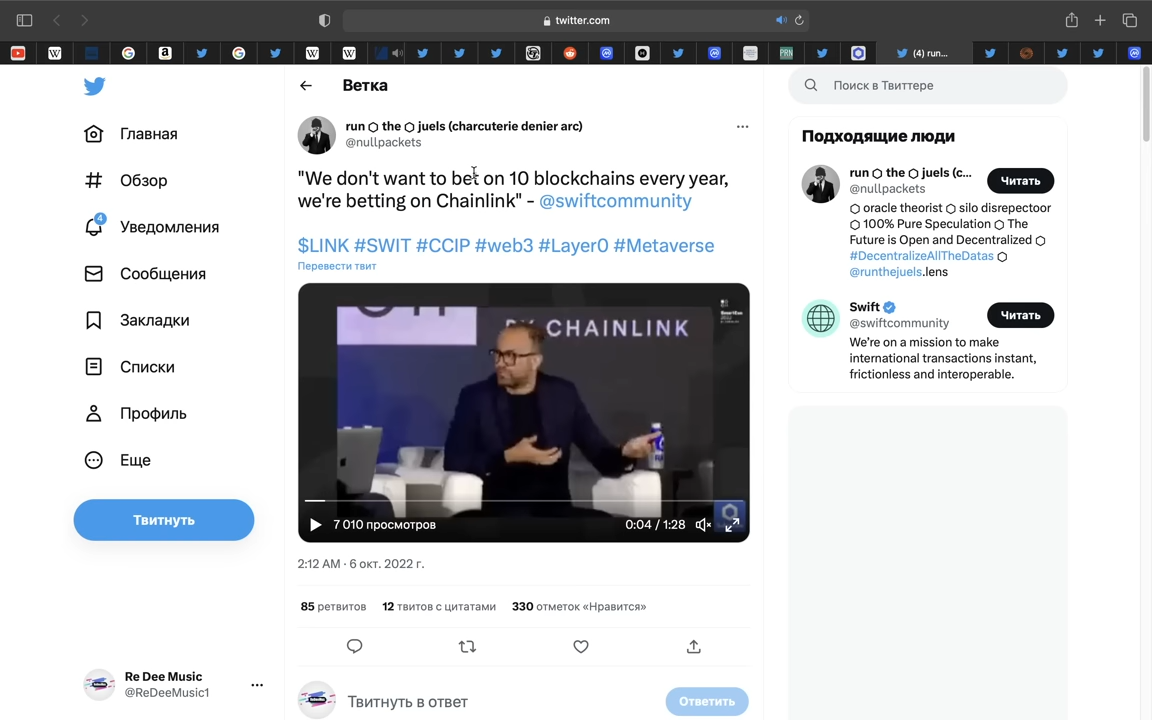 twitter.com
(4) run...
PRN
Главная
Обзор
4
Уведомления
Сообщения
Закладки
Списки
Профиль
Еще
Твитнуть
Re Dee Music
@ReDeeMusic1
Ветка
run ⬡ the ⬡ juels (charcuterie denier arc)
@nullpackets
"We don't want to bet on 10 blockchains every year,
we're betting on Chainlink" - @swiftcommunity
$LINK #SWIT #CCIP #web3 #Layer0 #Metaverse
Перевести твит
BY CHAINLINK
7 010 просмотров
0:04 / 1:28
2:12 AM · 6 окт. 2022 г.
85 ретвитов 12 твитов с цитатами 330 отметок «Нравится»
Твитнуть в ответ
Ответить
Поиск в Твиттере
Подходящие люди
run ⬡ the ⬡ juels (c...
@nullpackets
Читать
⬡ oracle theorist ⬡ silo disrepectoor
⬡ 100% Pure Speculation ⬡ The
Future is Open and Decentralized ⬡
#DecentralizeAllTheDatas ⬡
@runthejuels.lens
Swift
@swiftcommunity
Читать
We're on a mission to make
international transactions instant,
frictionless and interoperable.